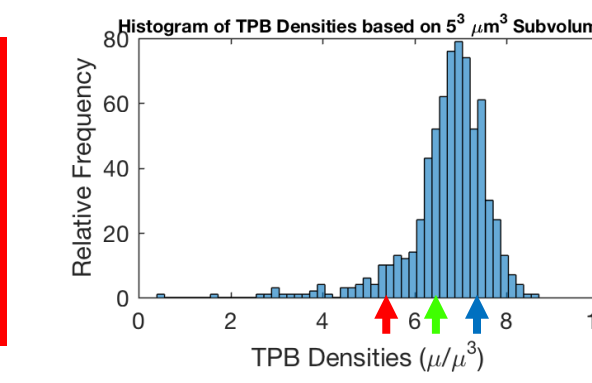 Histogram of TPB Densities based on 5³ μm³ Subvolum
Relative Frequency
80
60
40
20
0
0 2 4 6 8 1
TPB Densities (μ/μ³)